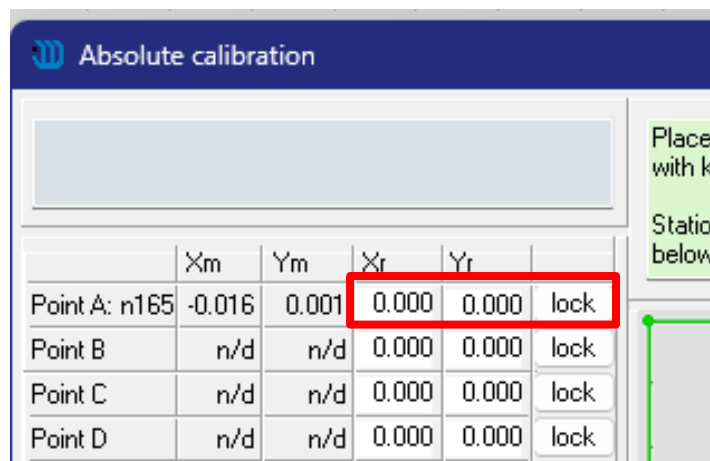 Absolute calibration
Place
with k
Statio
below
Xm Ym Xr Yr
Point A: n165 -0.016 0.001 0.000 0.000 lock
Point B n/d n/d 0.000 0.000 lock
Point C n/d n/d 0.000 0.000 lock
Point D n/d n/d 0.000 0.000 lock